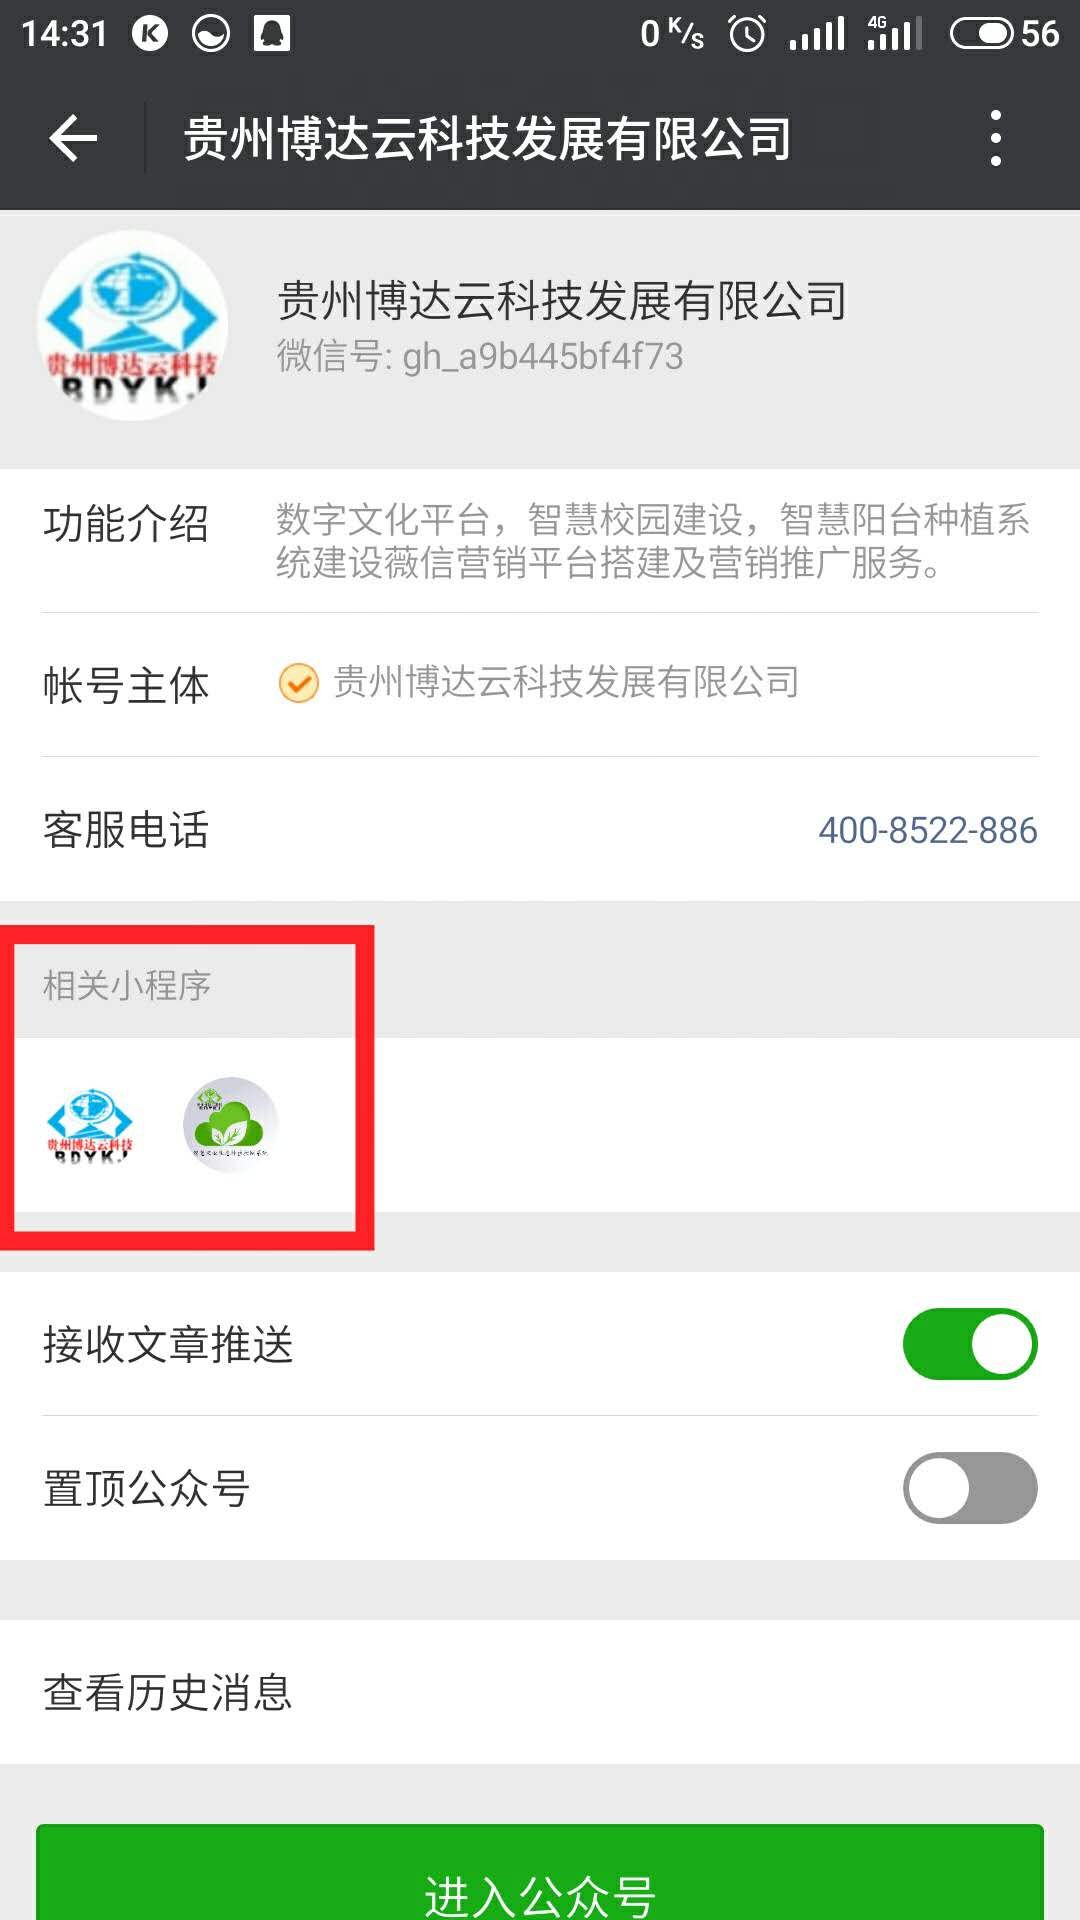 14:31
0 K/s
4G
56
贵州博达云科技发展有限公司
贵州博达云科技
BDYKJ
贵州博达云科技发展有限公司
微信号: gh_a9b445bf4f73
功能介绍
数字文化平台，智慧校园建设，智慧阳台种植系
统建设薇信营销平台搭建及营销推广服务。
帐号主体
贵州博达云科技发展有限公司
客服电话
400-8522-886
相关小程序
贵州博达云科技
BDYKJ
接收文章推送
置顶公众号
查看历史消息
进入公众号